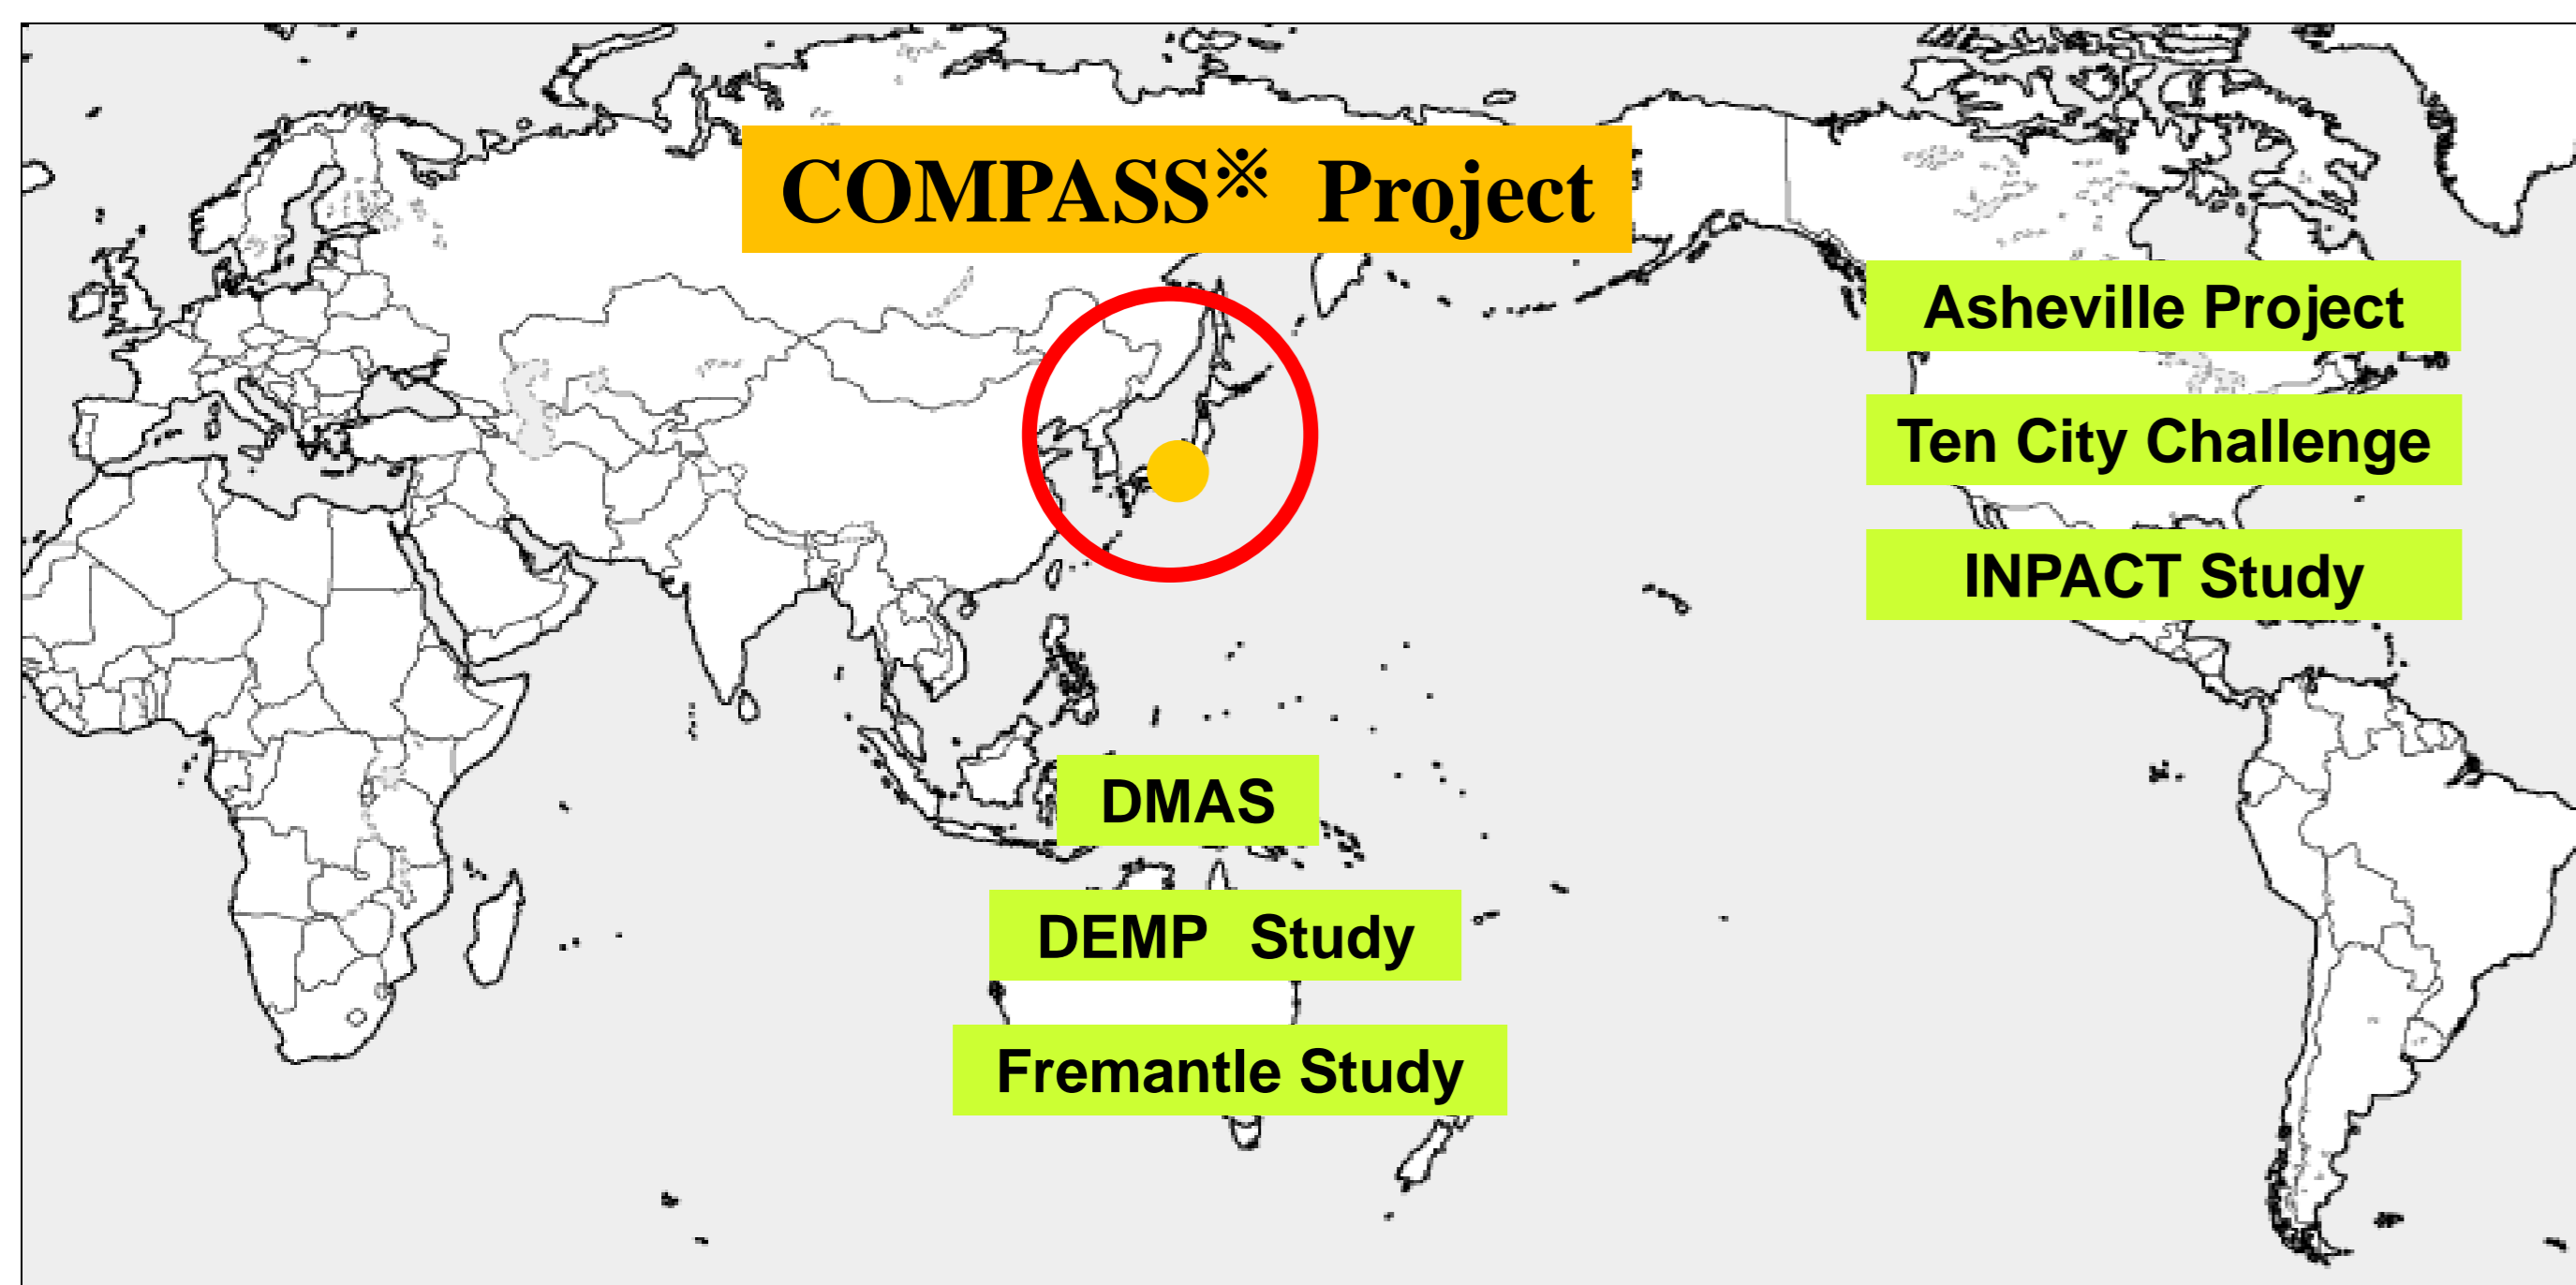 COMPASS※ Project
Asheville Project
Ten City Challenge
INPACT Study
DMAS
DEMP Study
Fremantle Study